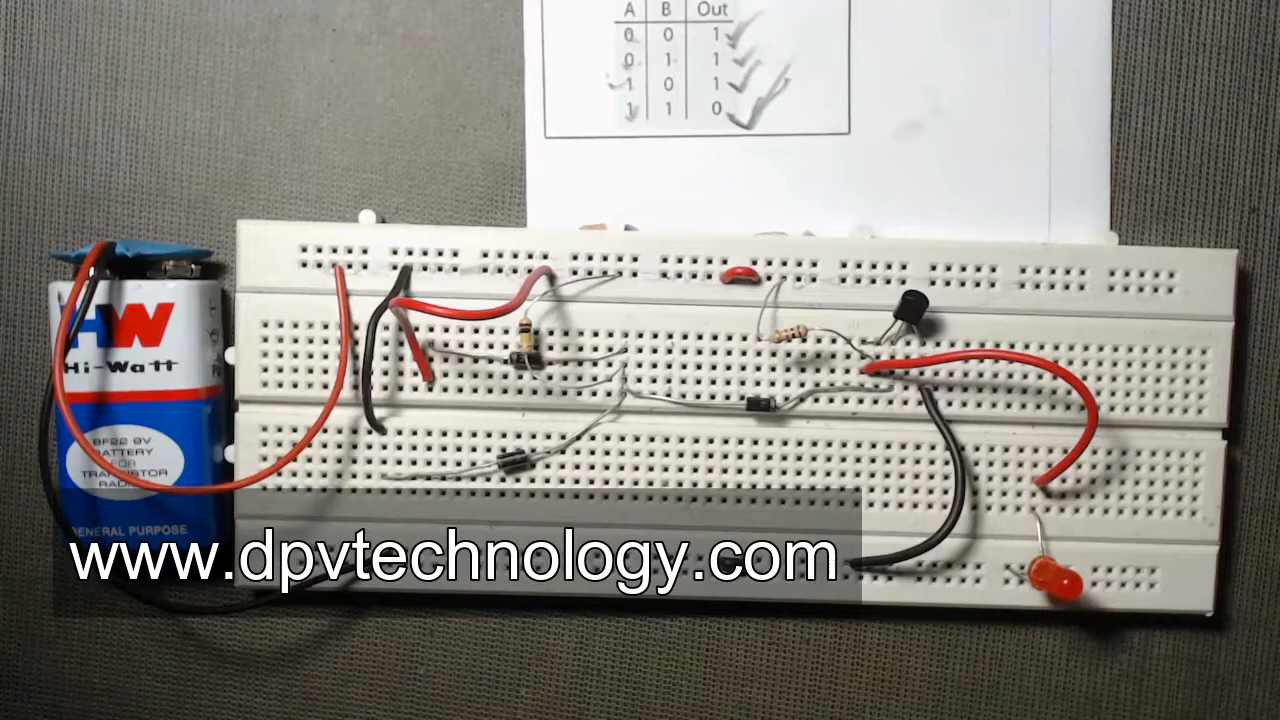 A B Out
0 0 1
0 1 1
1 0 1
1 1 0
HW
Hi-Watt
6F22 9V
BATTERY
FOR
TRANSISTOR
RADIO
GENERAL PURPOSE
www.dpvtechnology.com